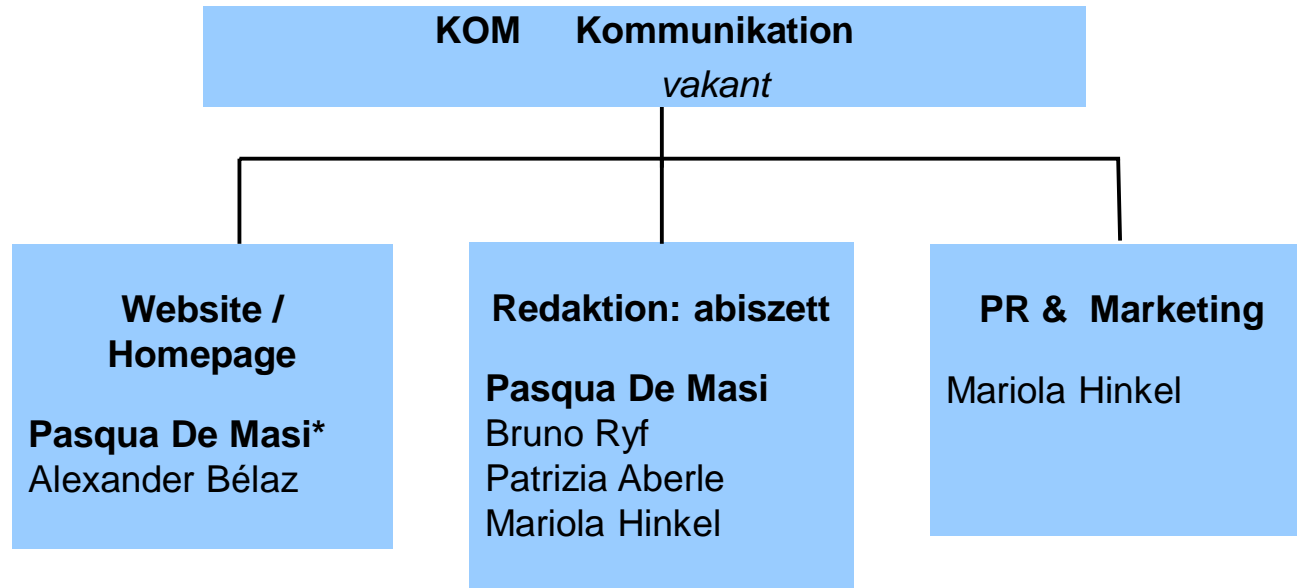 KOM Kommunikation
vakant
Website /
Homepage
Pasqua De Masi*
Alexander Bélaz
Redaktion: abiszett
Pasqua De Masi
Bruno Ryf
Patrizia Aberle
Mariola Hinkel
PR & Marketing
Mariola Hinkel